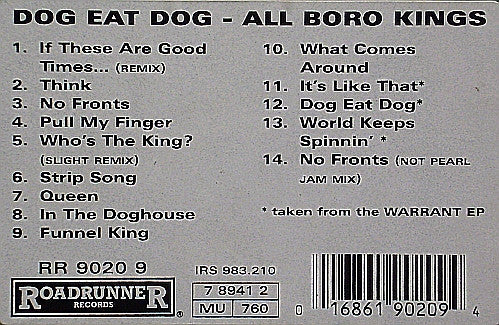 DOG EAT DOG - ALL BORO KINGS
1. If These Are Good
Times... (REMIX)
2. Think
3. No Fronts
4. Pull My Finger
5. Who's The King?
(SLIGHT REMIX)
6. Strip Song
7. Queen
8. In The Doghouse
9. Funnel King
10. What Comes
Around
11. It's Like That*
12. Dog Eat Dog*
13. World Keeps
Spinnin' *
14. No Fronts (NOT PEARL
JAM MIX)
* taken from the WARRANT EP
RR 9020 9
IRS 983.210
ROADRUNNER
RECORDS
7 8941 2
MU 760
0 16861 90209 4